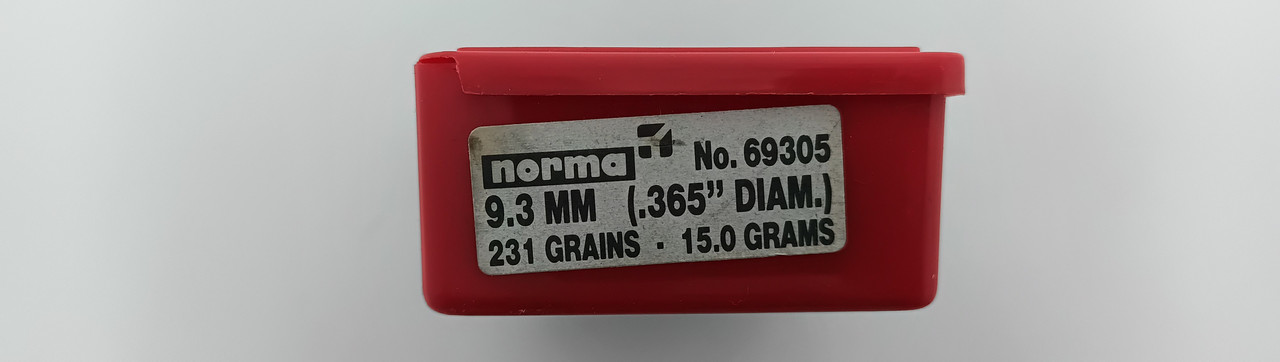 norma No. 69305
9.3 MM (.365" DIAM.)
231 GRAINS · 15.0 GRAMS